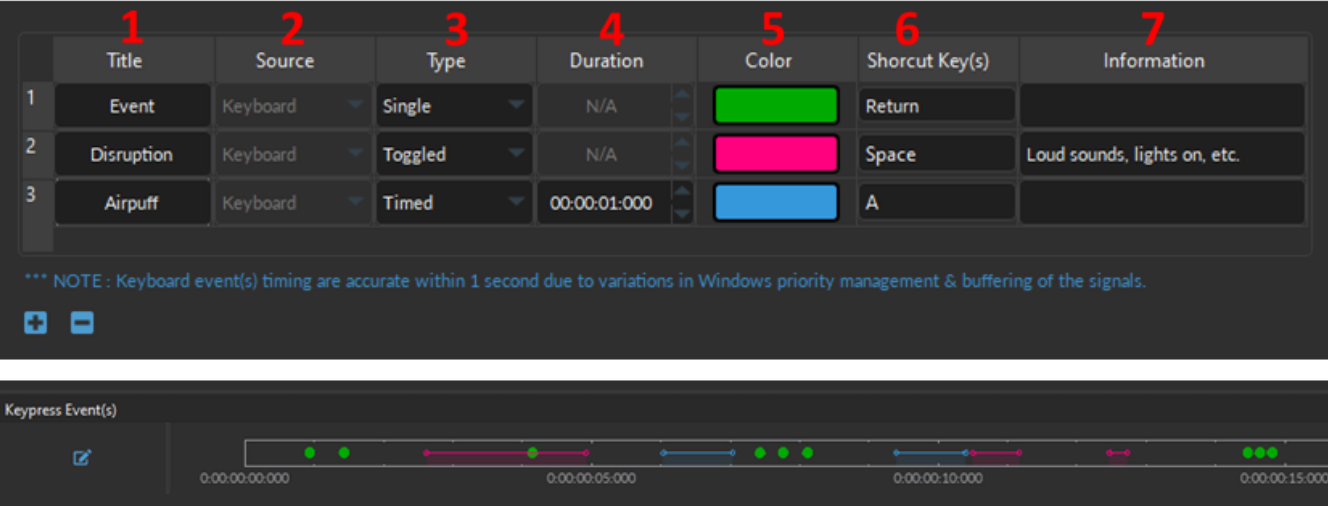 1 2 3 4 5 6 7
Title Source Type Duration Color Shorcut Key(s) Information
1 Event Keyboard Single N/A Return
2 Disruption Keyboard Toggled N/A Space Loud sounds, lights on, etc.
3 Airpuff Keyboard Timed 00:00:01:000 A
*** NOTE : Keyboard event(s) timing are accurate within 1 second due to variations in Windows priority management & buffering of the signals.
Keypress Event(s)
0:00:00:00:000 0:00:00:05:000 0:00:00:10:000 0:00:00:15:000